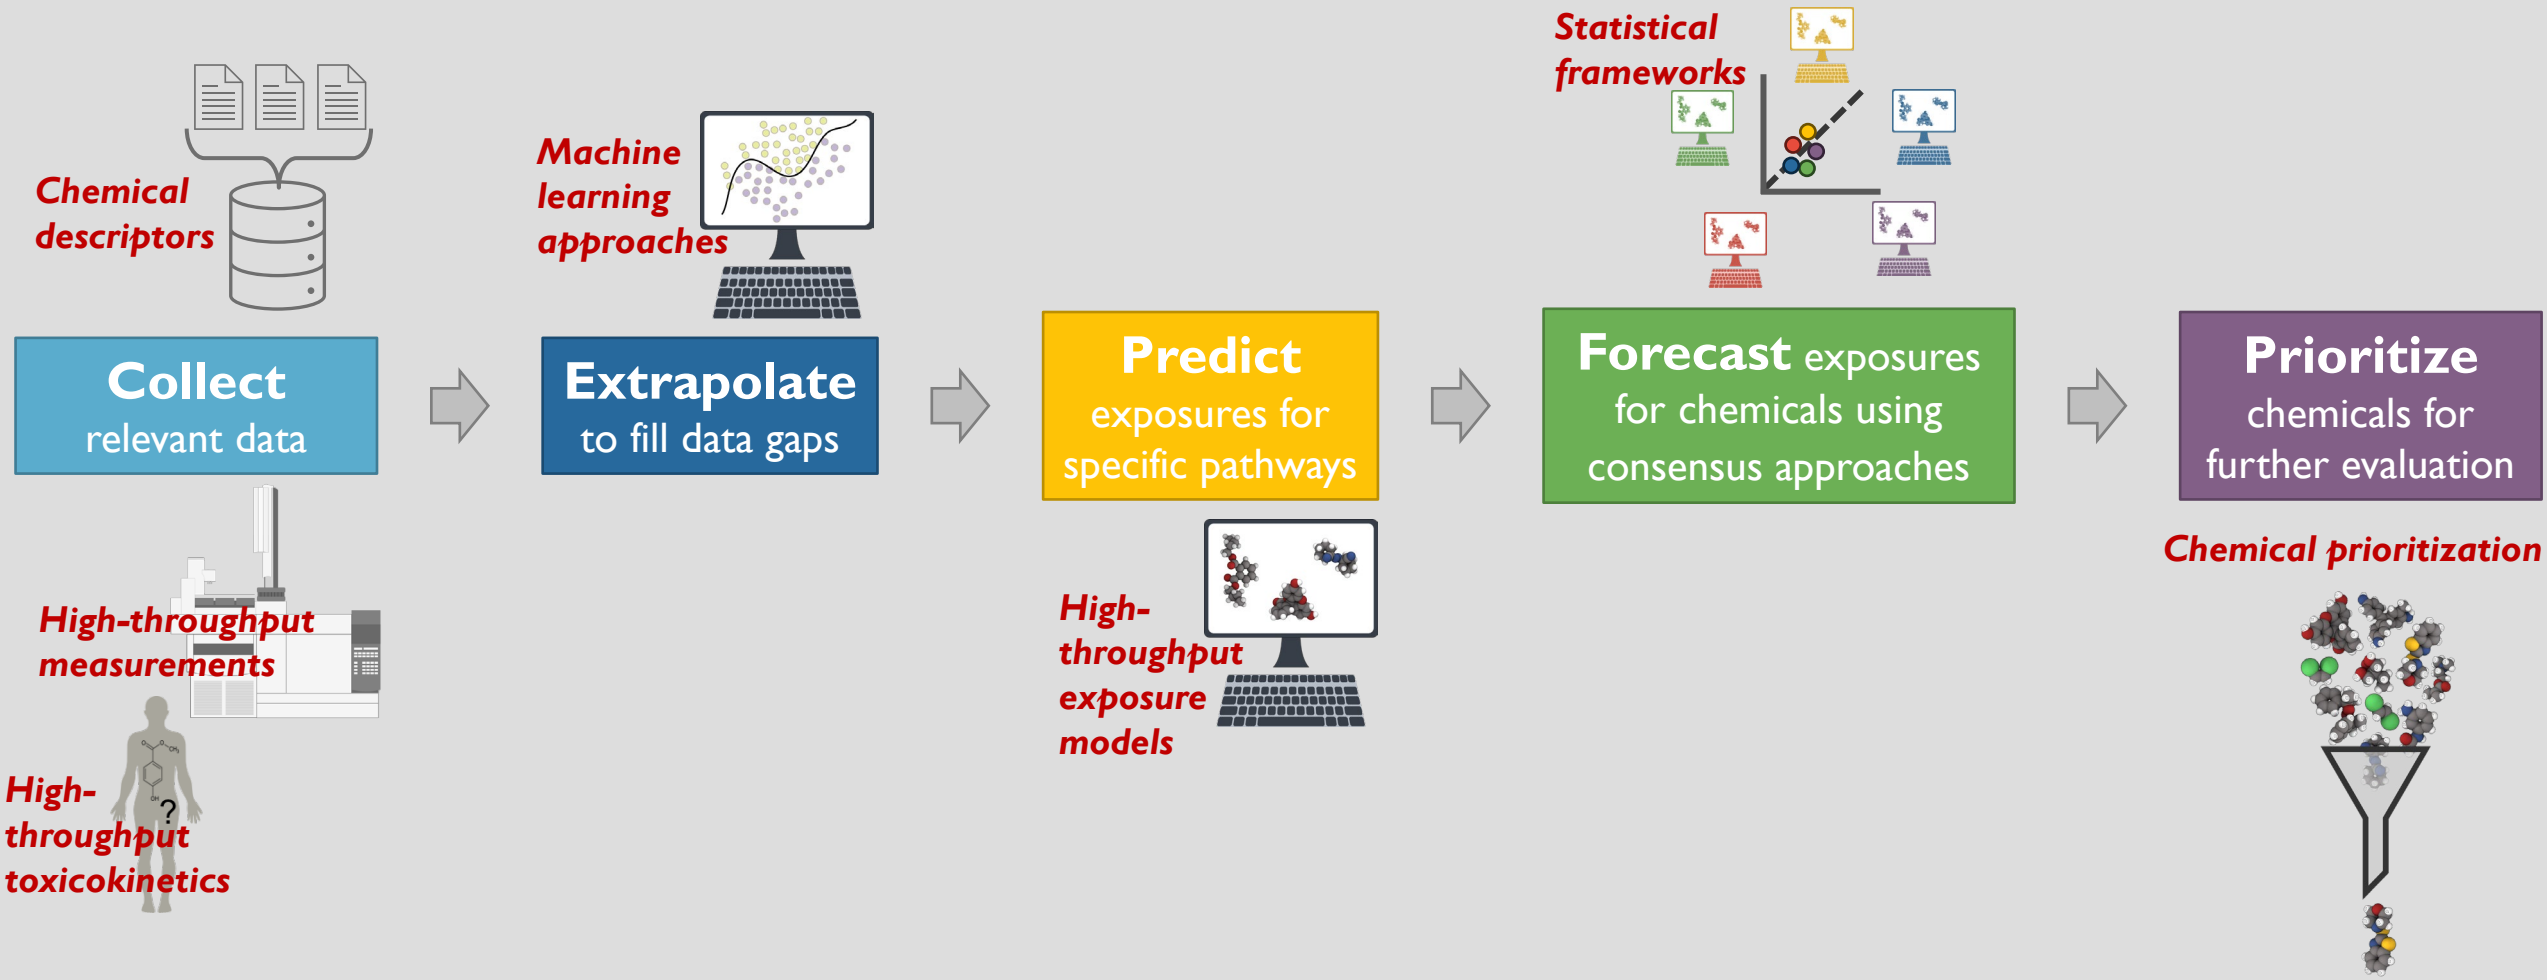 Chemical
descriptors
Collect
relevant data
High-throughput
measurements
High-
throughput
toxicokinetics
O
O
CH₃
OH
?
Machine
learning
approaches
Extrapolate
to fill data gaps
Predict
exposures for
specific pathways
High-
throughput
exposure
models
Statistical
frameworks
Forecast exposures
for chemicals using
consensus approaches
Prioritize
chemicals for
further evaluation
Chemical prioritization